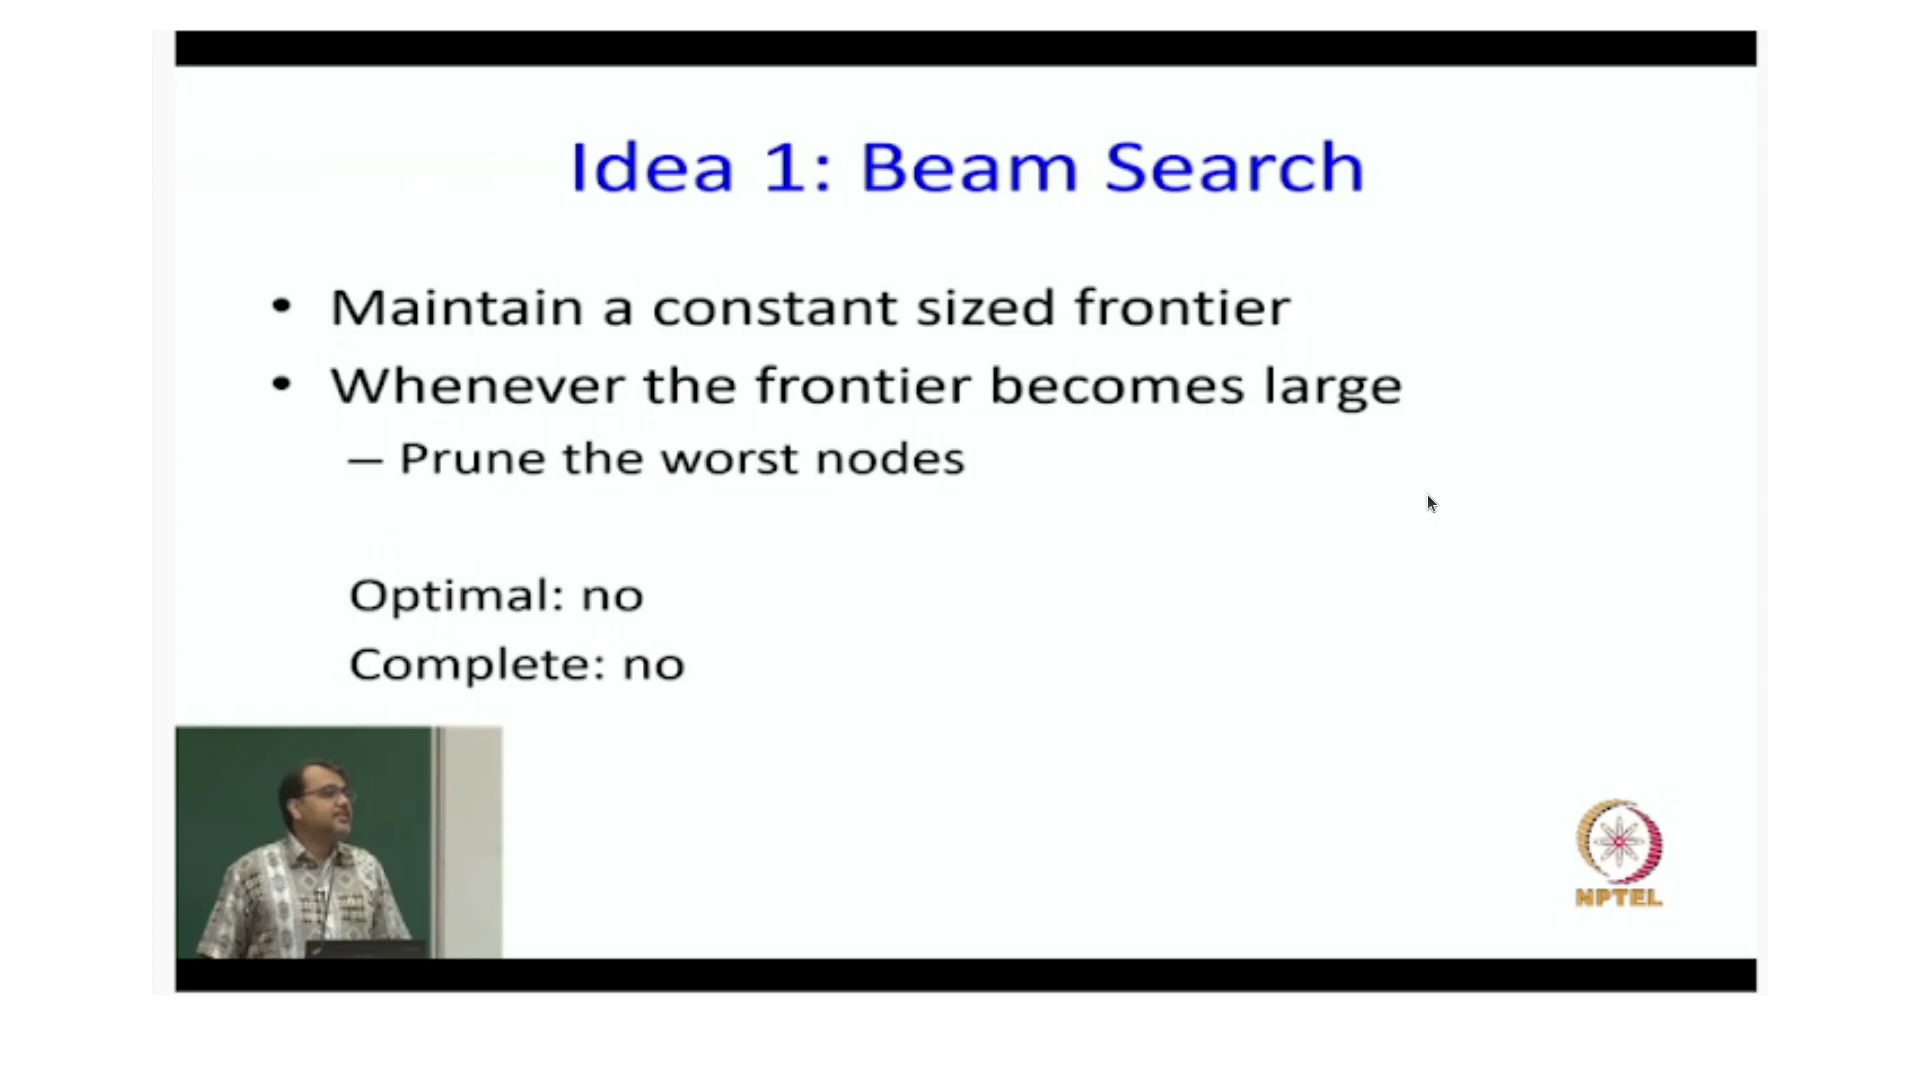 Idea 1: Beam Search
• Maintain a constant sized frontier
• Whenever the frontier becomes large
– Prune the worst nodes
Optimal: no
Complete: no
NPTEL